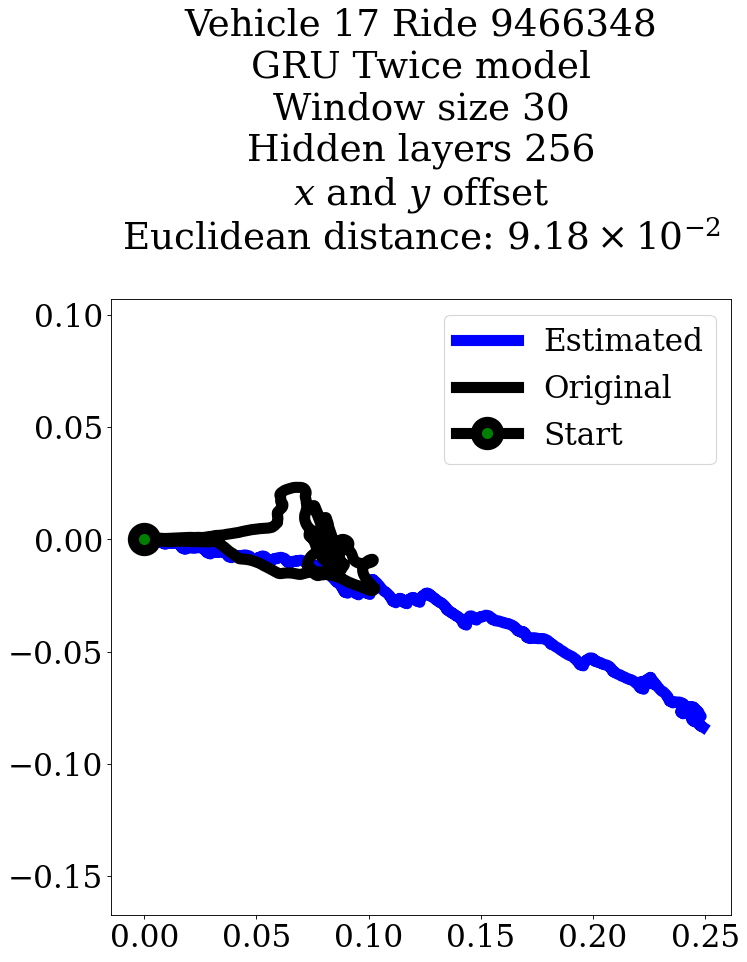 Vehicle 17 Ride 9466348
GRU Twice model
Window size 30
Hidden layers 256
x and y offset
Euclidean distance: 9.18 × 10⁻²
Estimated
Original
Start
0.10
0.05
0.00
−0.05
−0.10
−0.15
0.00 0.05 0.10 0.15 0.20 0.25